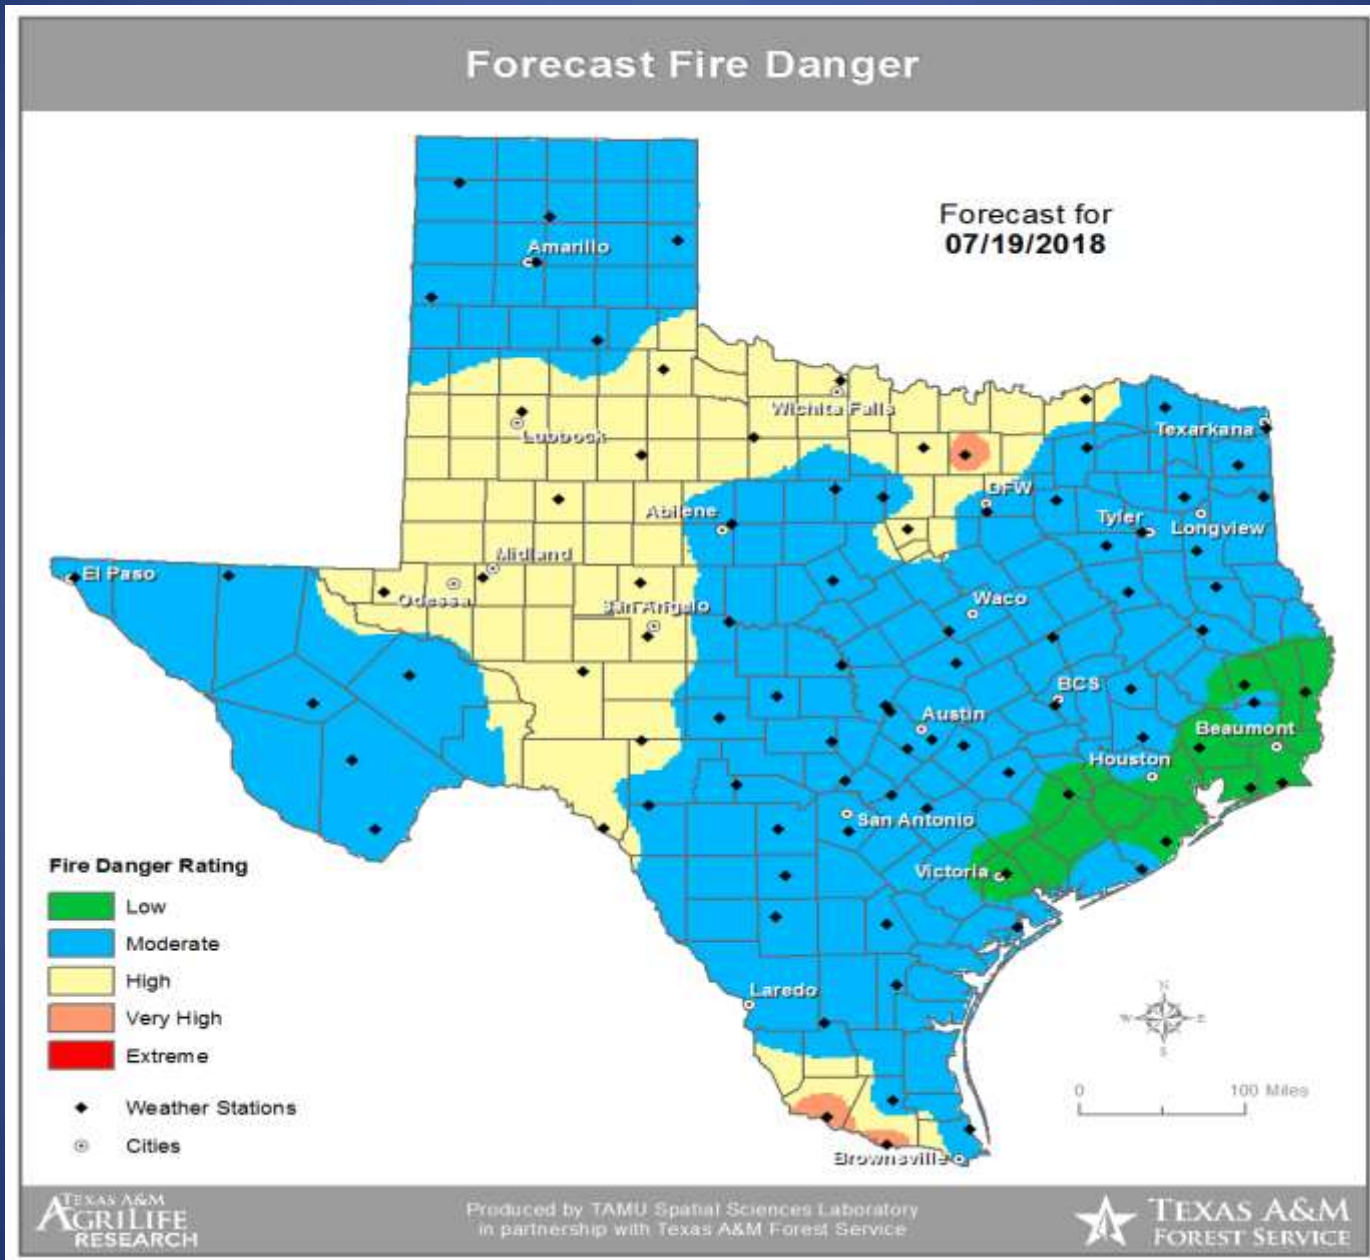 Forecast Fire Danger
Forecast for
07/19/2018
Amarillo
Wichita Falls
Lubbock
Texarkana
DFW
Abilene
Tyler
Longview
Midland
El Paso
Odessa
San Angelo
Waco
BCS
Austin
Beaumont
Houston
San Antonio
Victoria
Fire Danger Rating
Low
Moderate
High
Very High
Extreme
Weather Stations
Cities
Laredo
Brownsville
N
W E
S
0 100 Miles
TEXAS A&M
AGRILIFE
RESEARCH
Produced by TAMU Spatial Sciences Laboratory
in partnership with Texas A&M Forest Service
TEXAS A&M
FOREST SERVICE